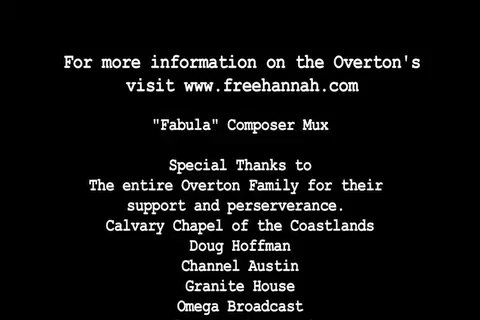 For more information on the Overton's
visit www.freehannah.com
"Fabula" Composer Mux
Special Thanks to
The entire Overton Family for their
support and perserverance.
Calvary Chapel of the Coastlands
Doug Hoffman
Channel Austin
Granite House
Omega Broadcast